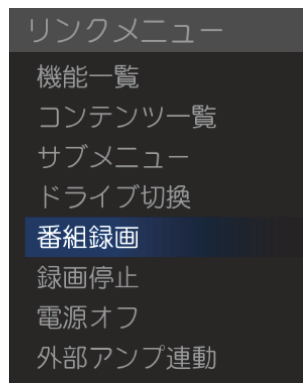 リンクメニュー
機能一覧
コンテンツ一覧
サブメニュー
ドライブ切換
番組録画
録画停止
電源オフ
外部アンプ連動